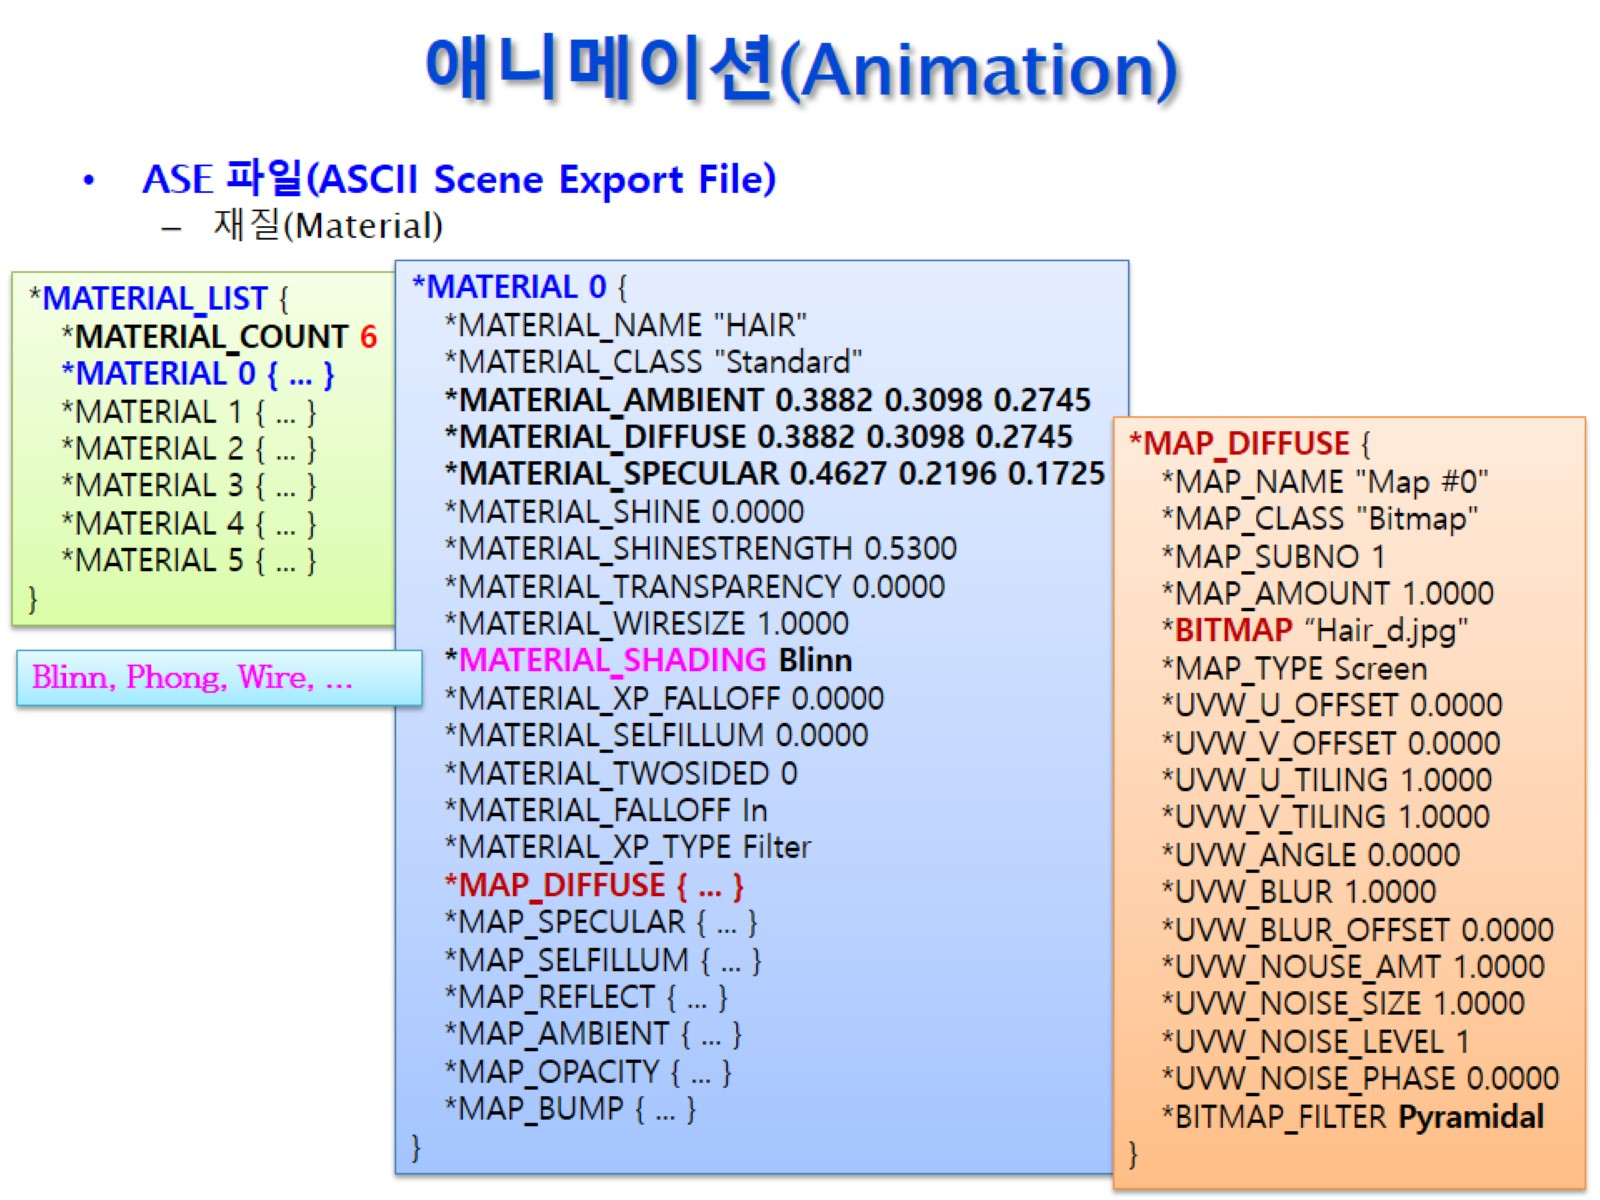 애니메이션(Animation)
• ASE 파일(ASCII Scene Export File)
– 재질(Material)
*MATERIAL_LIST {
*MATERIAL_COUNT 6
*MATERIAL 0 { ... }
*MATERIAL 1 { ... }
*MATERIAL 2 { ... }
*MATERIAL 3 { ... }
*MATERIAL 4 { ... }
*MATERIAL 5 { ... }
}
Blinn, Phong, Wire, ...
*MATERIAL 0 {
*MATERIAL_NAME "HAIR"
*MATERIAL_CLASS "Standard"
*MATERIAL_AMBIENT 0.3882 0.3098 0.2745
*MATERIAL_DIFFUSE 0.3882 0.3098 0.2745
*MATERIAL_SPECULAR 0.4627 0.2196 0.1725
*MATERIAL_SHINE 0.0000
*MATERIAL_SHINESTRENGTH 0.5300
*MATERIAL_TRANSPARENCY 0.0000
*MATERIAL_WIRESIZE 1.0000
*MATERIAL_SHADING Blinn
*MATERIAL_XP_FALLOFF 0.0000
*MATERIAL_SELFILLUM 0.0000
*MATERIAL_TWOSIDED 0
*MATERIAL_FALLOFF In
*MATERIAL_XP_TYPE Filter
*MAP_DIFFUSE { ... }
*MAP_SPECULAR { ... }
*MAP_SELFILLUM { ... }
*MAP_REFLECT { ... }
*MAP_AMBIENT { ... }
*MAP_OPACITY { ... }
*MAP_BUMP { ... }
}
*MAP_DIFFUSE {
*MAP_NAME "Map #0"
*MAP_CLASS "Bitmap"
*MAP_SUBNO 1
*MAP_AMOUNT 1.0000
*BITMAP “Hair_d.jpg"
*MAP_TYPE Screen
*UVW_U_OFFSET 0.0000
*UVW_V_OFFSET 0.0000
*UVW_U_TILING 1.0000
*UVW_V_TILING 1.0000
*UVW_ANGLE 0.0000
*UVW_BLUR 1.0000
*UVW_BLUR_OFFSET 0.0000
*UVW_NOUSE_AMT 1.0000
*UVW_NOISE_SIZE 1.0000
*UVW_NOISE_LEVEL 1
*UVW_NOISE_PHASE 0.0000
*BITMAP_FILTER Pyramidal
}